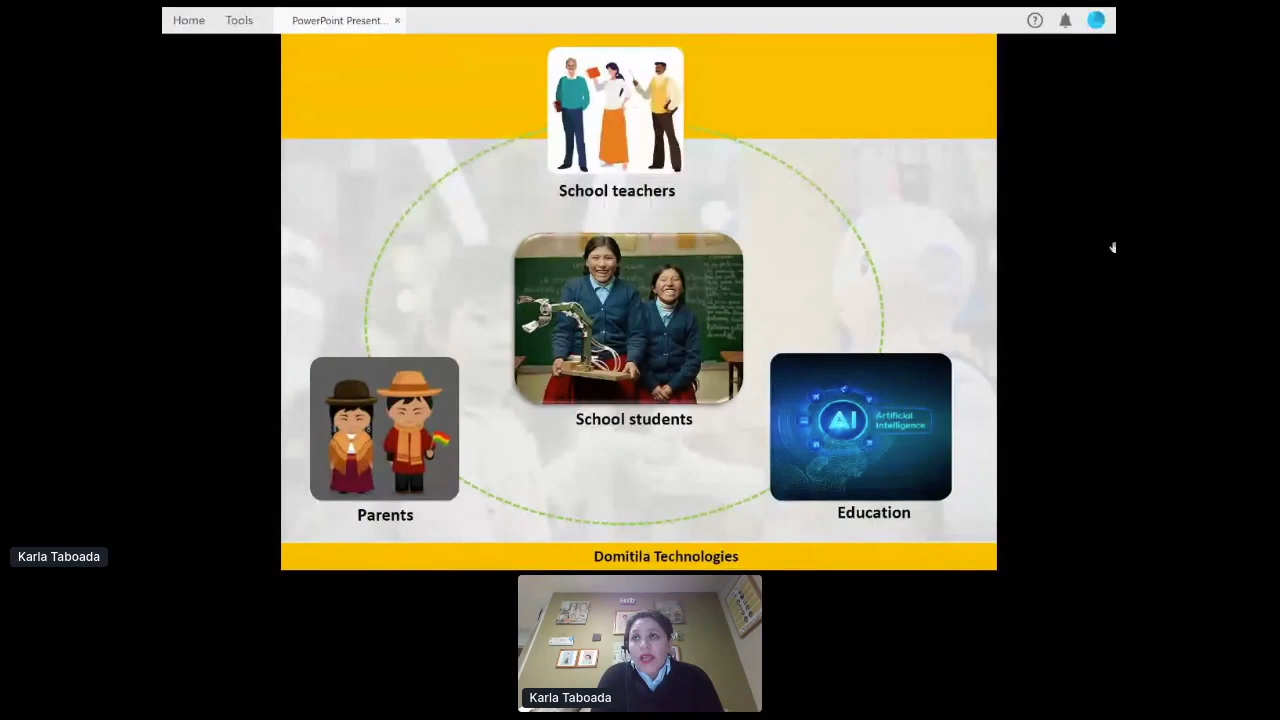 Home Tools PowerPoint Present... ×
?
School teachers
AI Artificial
Intelligence
School students
Parents
Education
Domitila Technologies
Karla Taboada
Karla Taboada